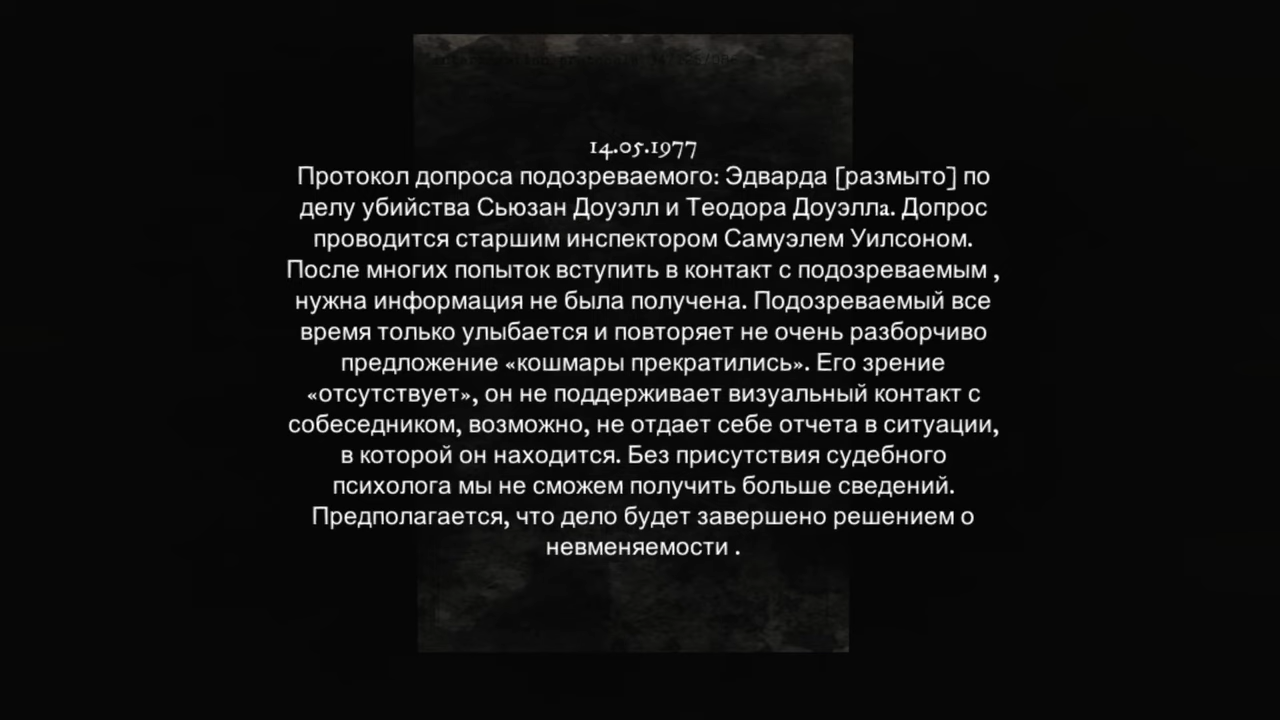 14.05.1977
Протокол допроса подозреваемого: Эдварда [размыто] по
делу убийства Сьюзан Доуэлл и Теодора Доуэлла. Допрос
проводится старшим инспектором Самуэлем Уилсоном.
После многих попыток вступить в контакт с подозреваемым ,
нужна информация не была получена. Подозреваемый все
время только улыбается и повторяет не очень разборчиво
предложение «кошмары прекратились». Его зрение
«отсутствует», он не поддерживает визуальный контакт с
собеседником, возможно, не отдает себе отчета в ситуации,
в которой он находится. Без присутствия судебного
психолога мы не сможем получить больше сведений.
Предполагается, что дело будет завершено решением о
невменяемости .